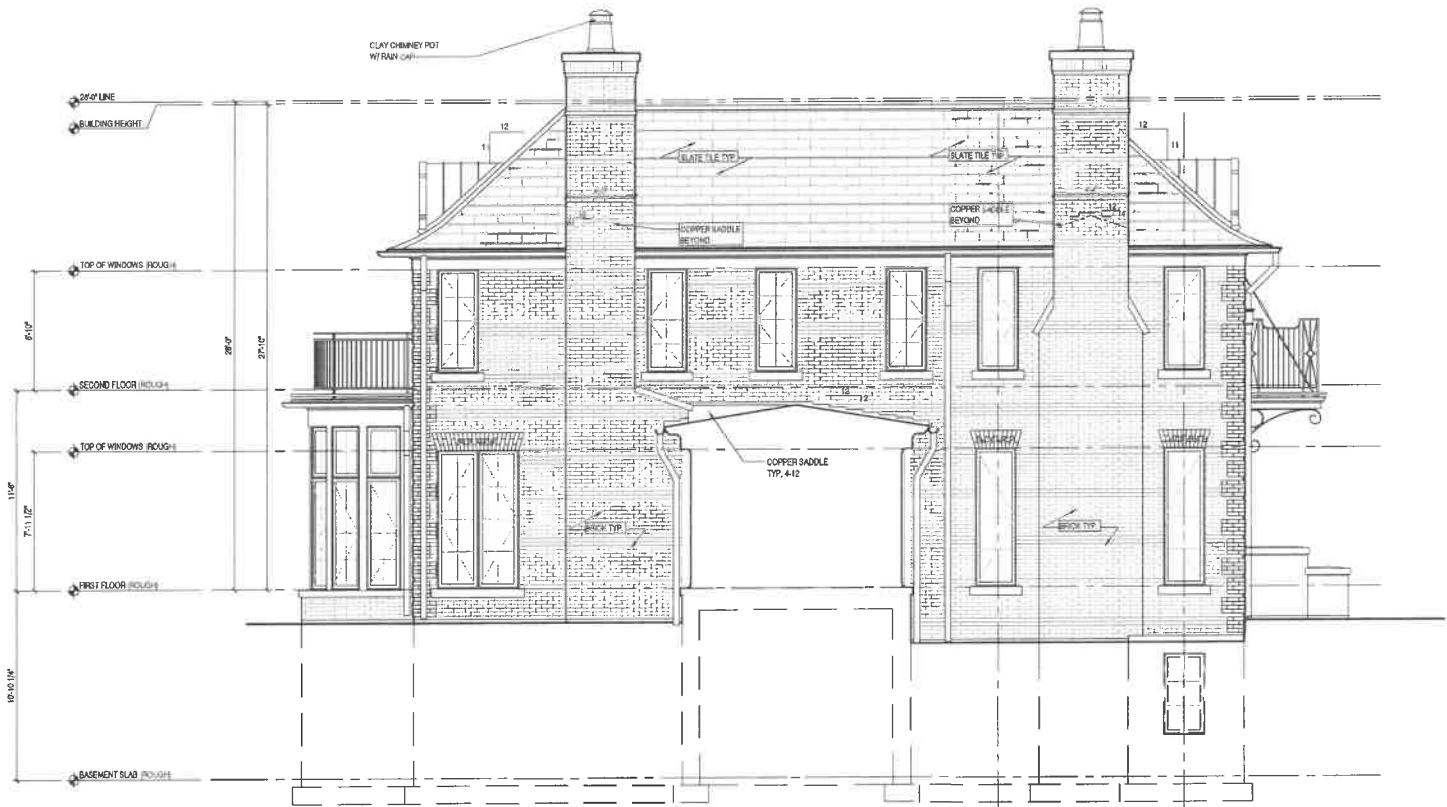 CLAY CHIMNEY POT
W/ RAIN CAP
28'-0" LINE
BUILDING HEIGHT
12
11
12
11
SLATE TILE TYP.
SLATE TILE TYP.
COPPER SADDLE
BEYOND
COPPER SADDLE
BEYOND
TOP OF WINDOWS (ROUGH)
6'-10"
28'-0"
27'-10"
SECOND FLOOR (ROUGH)
12
12
TOP OF WINDOWS (ROUGH)
COPPER SADDLE
TYP. 4-12
11'-6"
7'-11 1/2"
BRICK TYP.
BRICK TYP.
FIRST FLOOR (ROUGH)
10'-10 1/4"
BASEMENT SLAB (ROUGH)